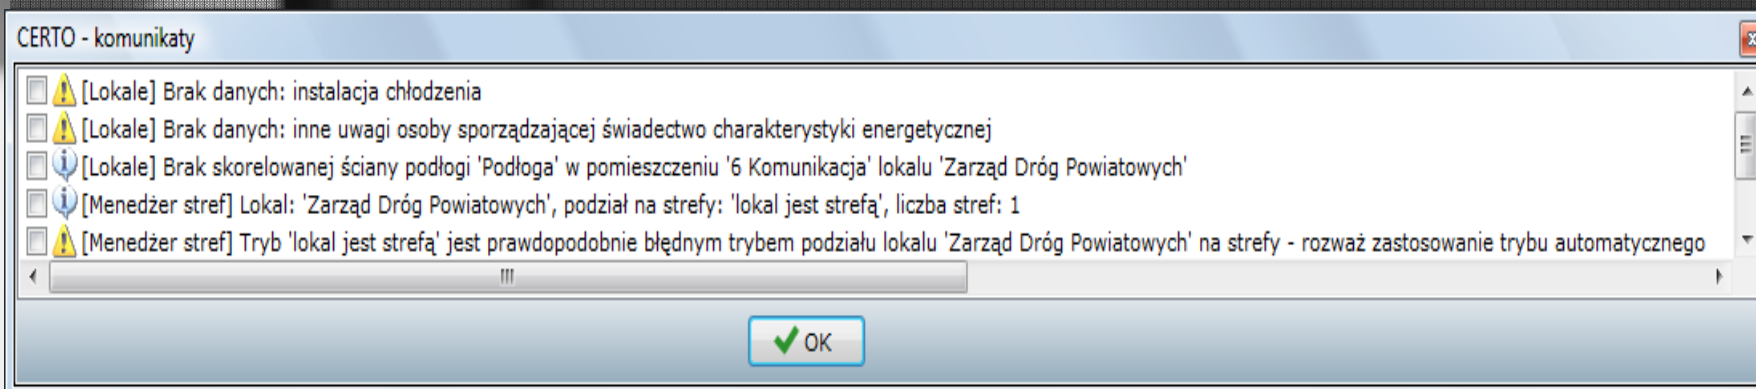 CERTO - komunikaty
[Lokale] Brak danych: instalacja chłodzenia
[Lokale] Brak danych: inne uwagi osoby sporządzającej świadectwo charakterystyki energetycznej
[Lokale] Brak skorelowanej ściany podłogi 'Podłoga' w pomieszczeniu '6 Komunikacja' lokalu 'Zarząd Dróg Powiatowych'
[Menedżer stref] Lokal: 'Zarząd Dróg Powiatowych', podział na strefy: 'lokal jest strefą', liczba stref: 1
[Menedżer stref] Tryb 'lokal jest strefą' jest prawdopodobnie błędnym trybem podziału lokalu 'Zarząd Dróg Powiatowych' na strefy - rozważ zastosowanie trybu automatycznego
OK